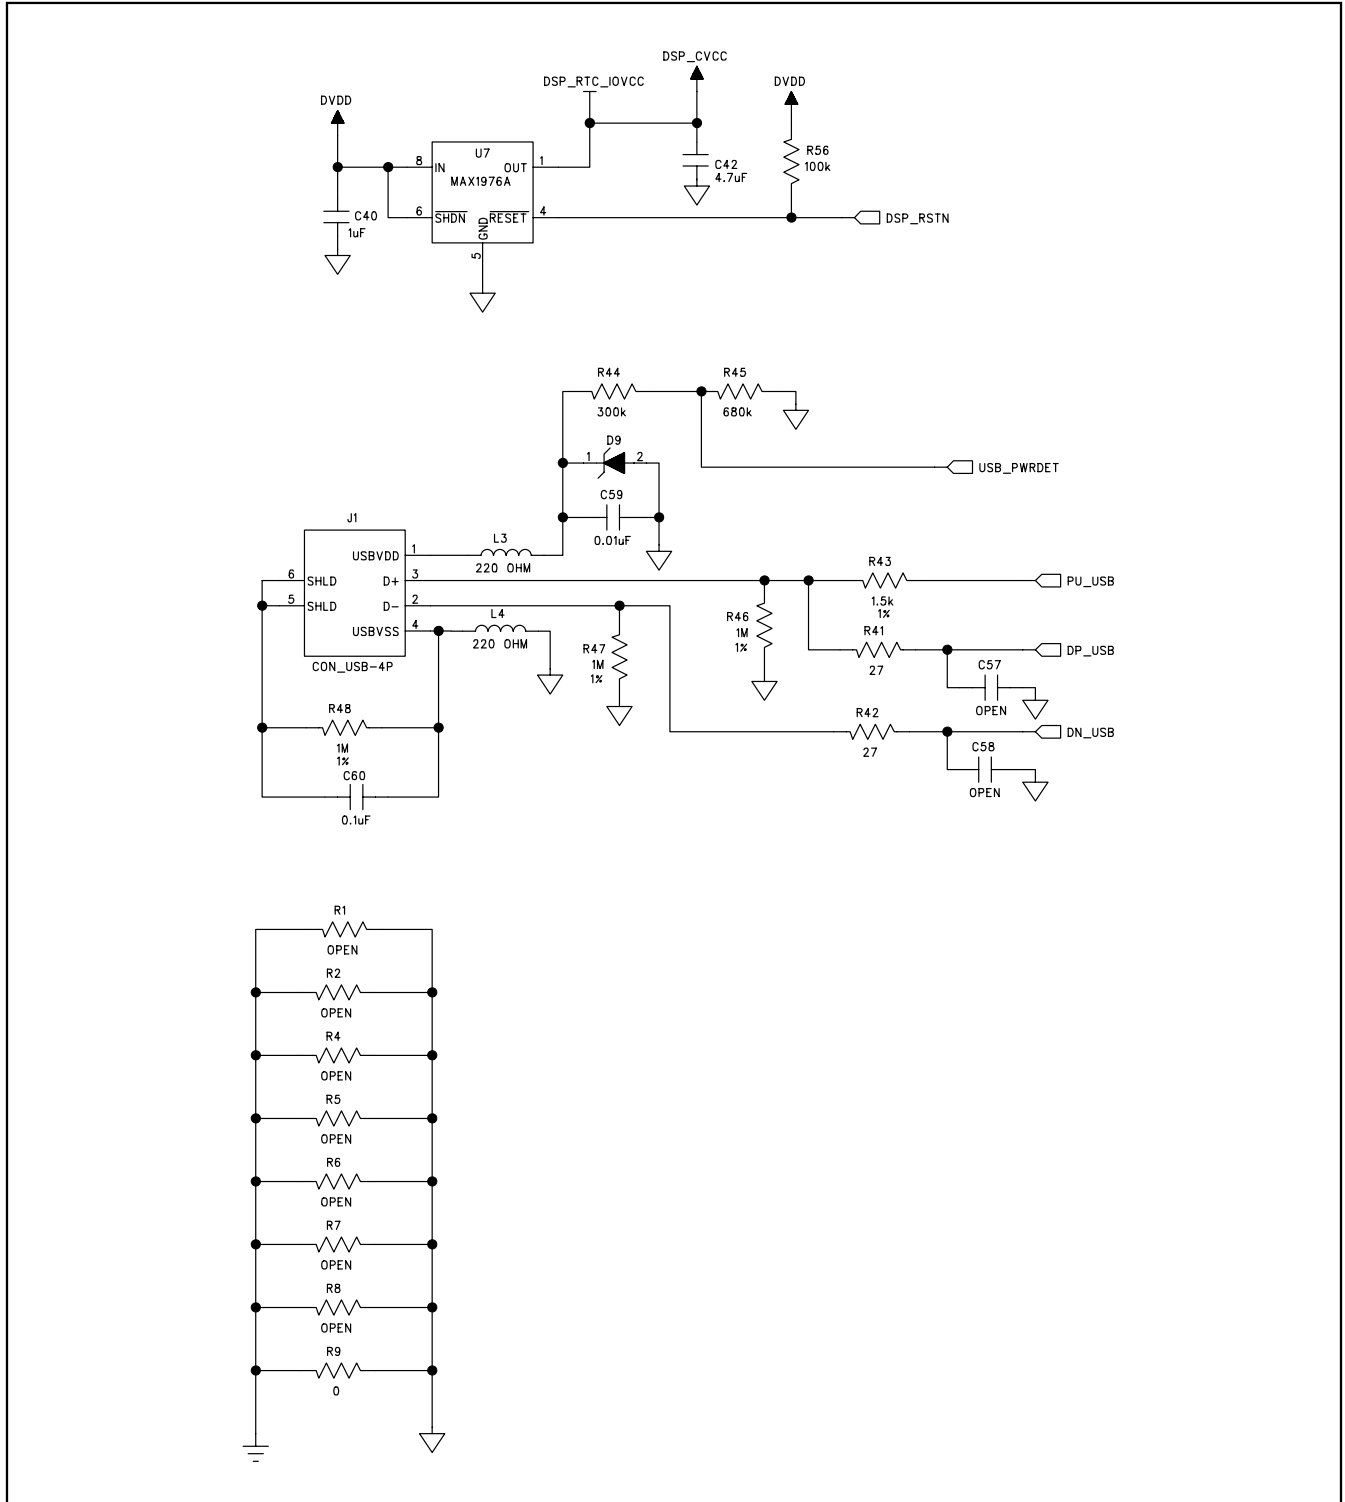 DSP_CVCC
DSP_RTC_IOVCC
DVDD
DVDD
U7
MAX1976A
8 IN
OUT 1
6 SHDN
RESET 4
GND
5
C40
1uF
C42
4.7uF
R56
100k
DSP_RSTN
R44
300k
R45
680k
D9
1 2
C59
0.01uF
USB_PWRDET
J1
USBVDD 1
6 SHLD
D+ 3
5 SHLD
D- 2
USBVSS 4
CON_USB-4P
L3
220 OHM
L4
220 OHM
R47
1M
1%
R46
1M
1%
R43
1.5k
1%
PU_USB
R41
27
DP_USB
C57
OPEN
R42
27
DN_USB
C58
OPEN
R48
1M
1%
C60
0.1uF
R1
OPEN
R2
OPEN
R4
OPEN
R5
OPEN
R6
OPEN
R7
OPEN
R8
OPEN
R9
0